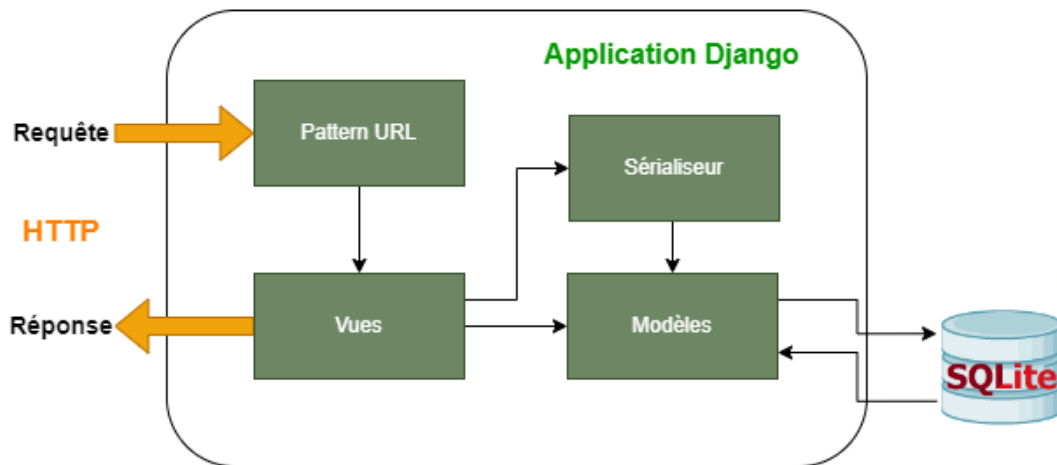 Application Django
Requête
Pattern URL
Sérialiseur
HTTP
Réponse
Vues
Modèles
SQLite